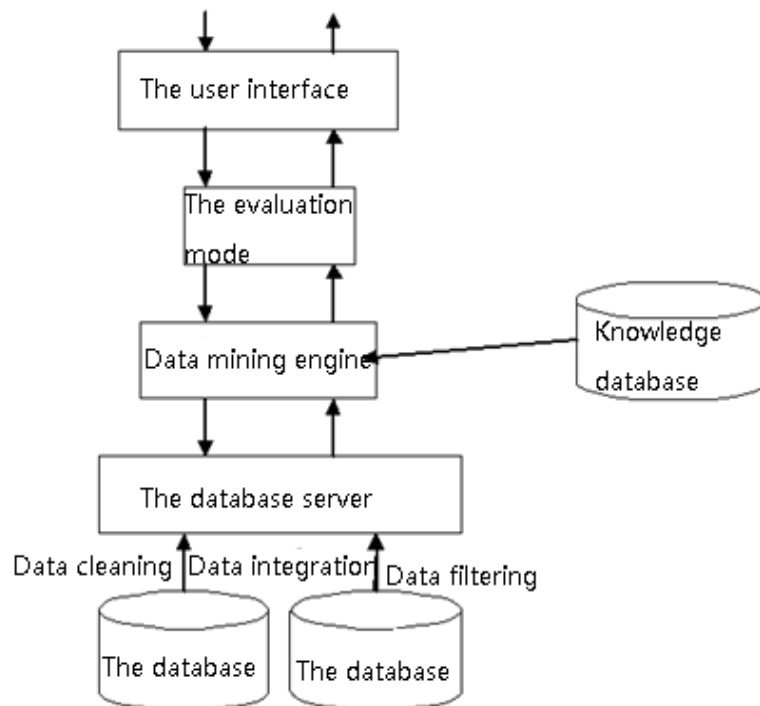 The user interface
The evaluation
mode
Data mining engine
Knowledge
database
The database server
Data cleaning
Data integration
Data filtering
The database
The database